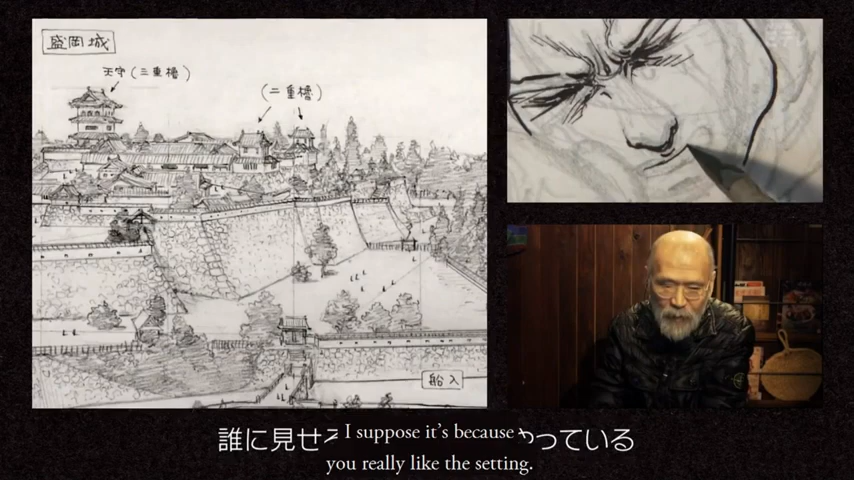 盛岡城
天守(三重櫓)
(二重櫓)
船入
誰に見せ
っている
I suppose it's because
you really like the setting.